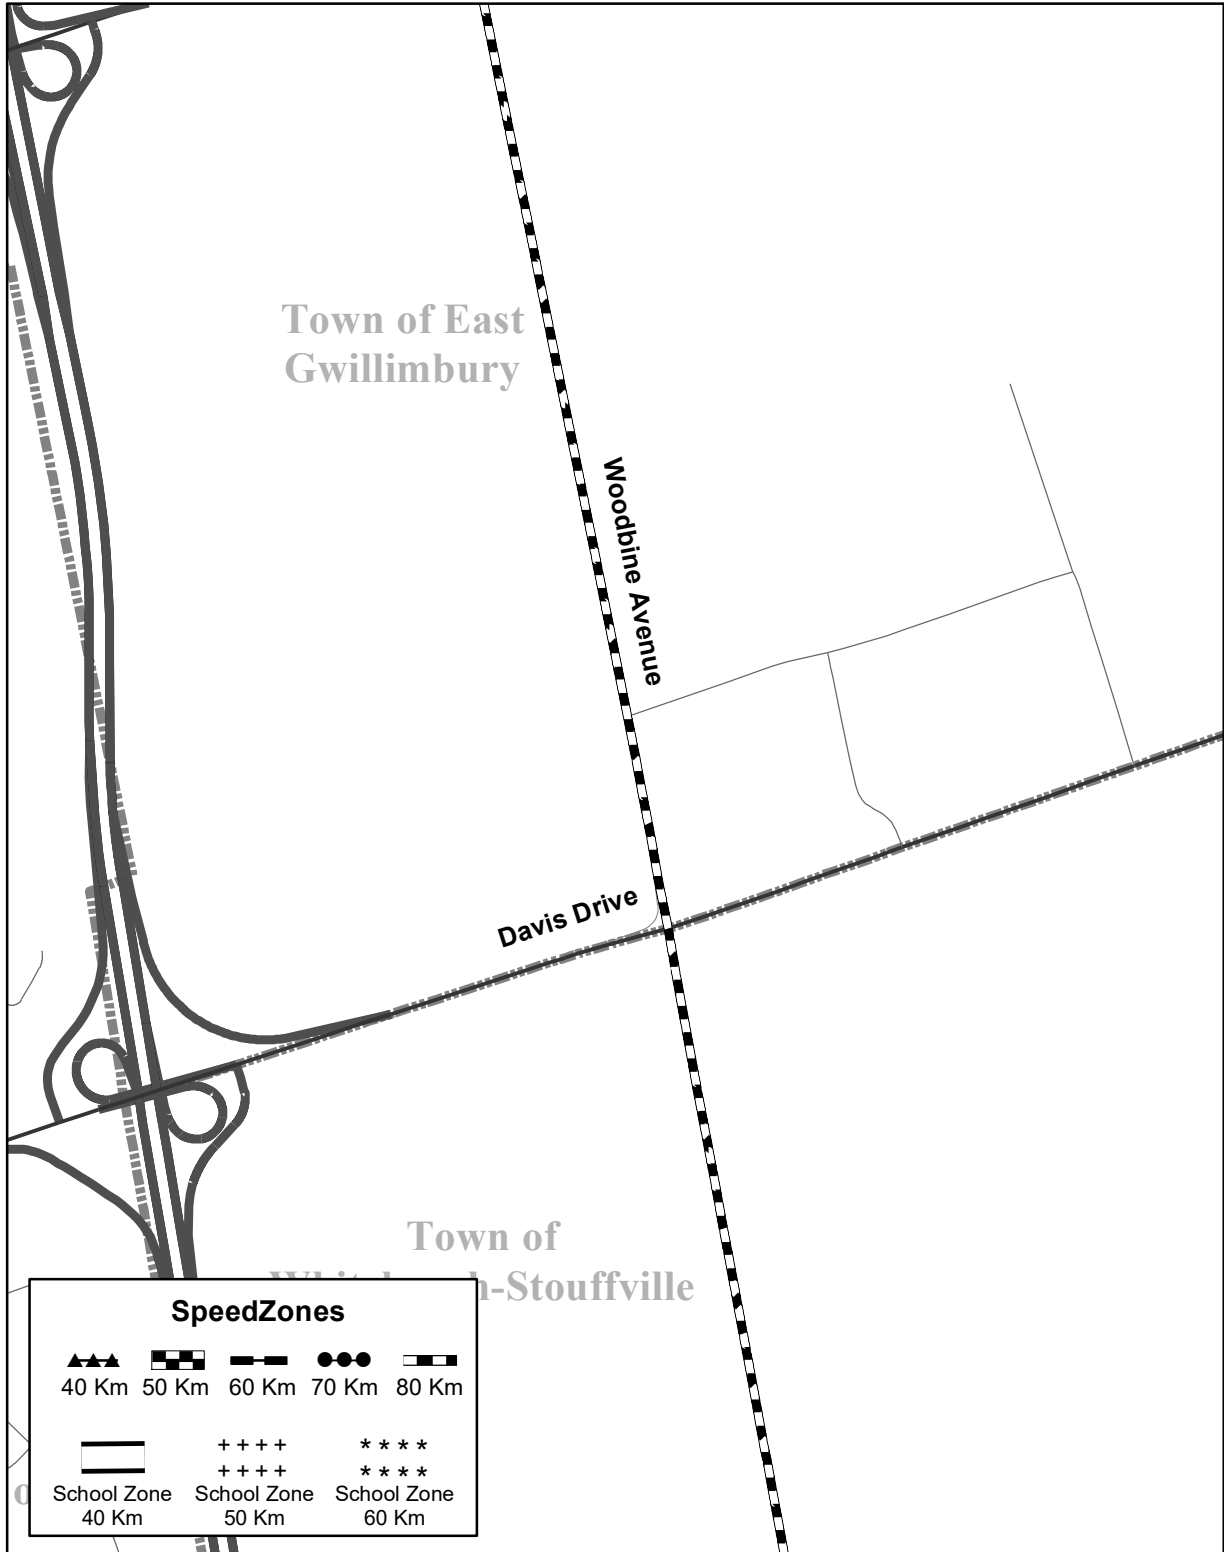 Town of East
Gwillimbury
Woodbine Avenue
Davis Drive
Town of
-Stouffville
SpeedZones
40 Km 50 Km 60 Km 70 Km 80 Km
School Zone School Zone School Zone
40 Km 50 Km 60 Km